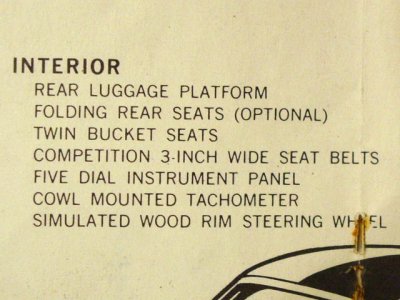 INTERIOR
REAR LUGGAGE PLATFORM
FOLDING REAR SEATS (OPTIONAL)
TWIN BUCKET SEATS
COMPETITION 3-INCH WIDE SEAT BELTS
FIVE DIAL INSTRUMENT PANEL
COWL MOUNTED TACHOMETER
SIMULATED WOOD RIM STEERING WHEEL